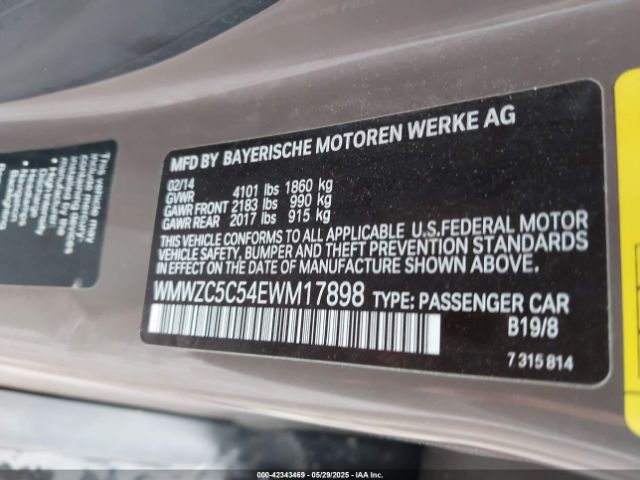 MFD BY BAYERISCHE MOTOREN WERKE AG
02/14
GVWR 4101 lbs 1860 kg
GAWR FRONT 2183 lbs 990 kg
GAWR REAR 2017 lbs 915 kg
THIS VEHICLE CONFORMS TO ALL APPLICABLE U.S.FEDERAL MOTOR
VEHICLE SAFETY, BUMPER AND THEFT PREVENTION STANDARDS
IN EFFECT ON THE DATE OF MANUFACTURE SHOWN ABOVE.
WMWZC5C54EWM17898 TYPE: PASSENGER CAR
B19/8
7 315 814
This vehicle may
000-42343469 | 05/29/2025 - IAA Inc.